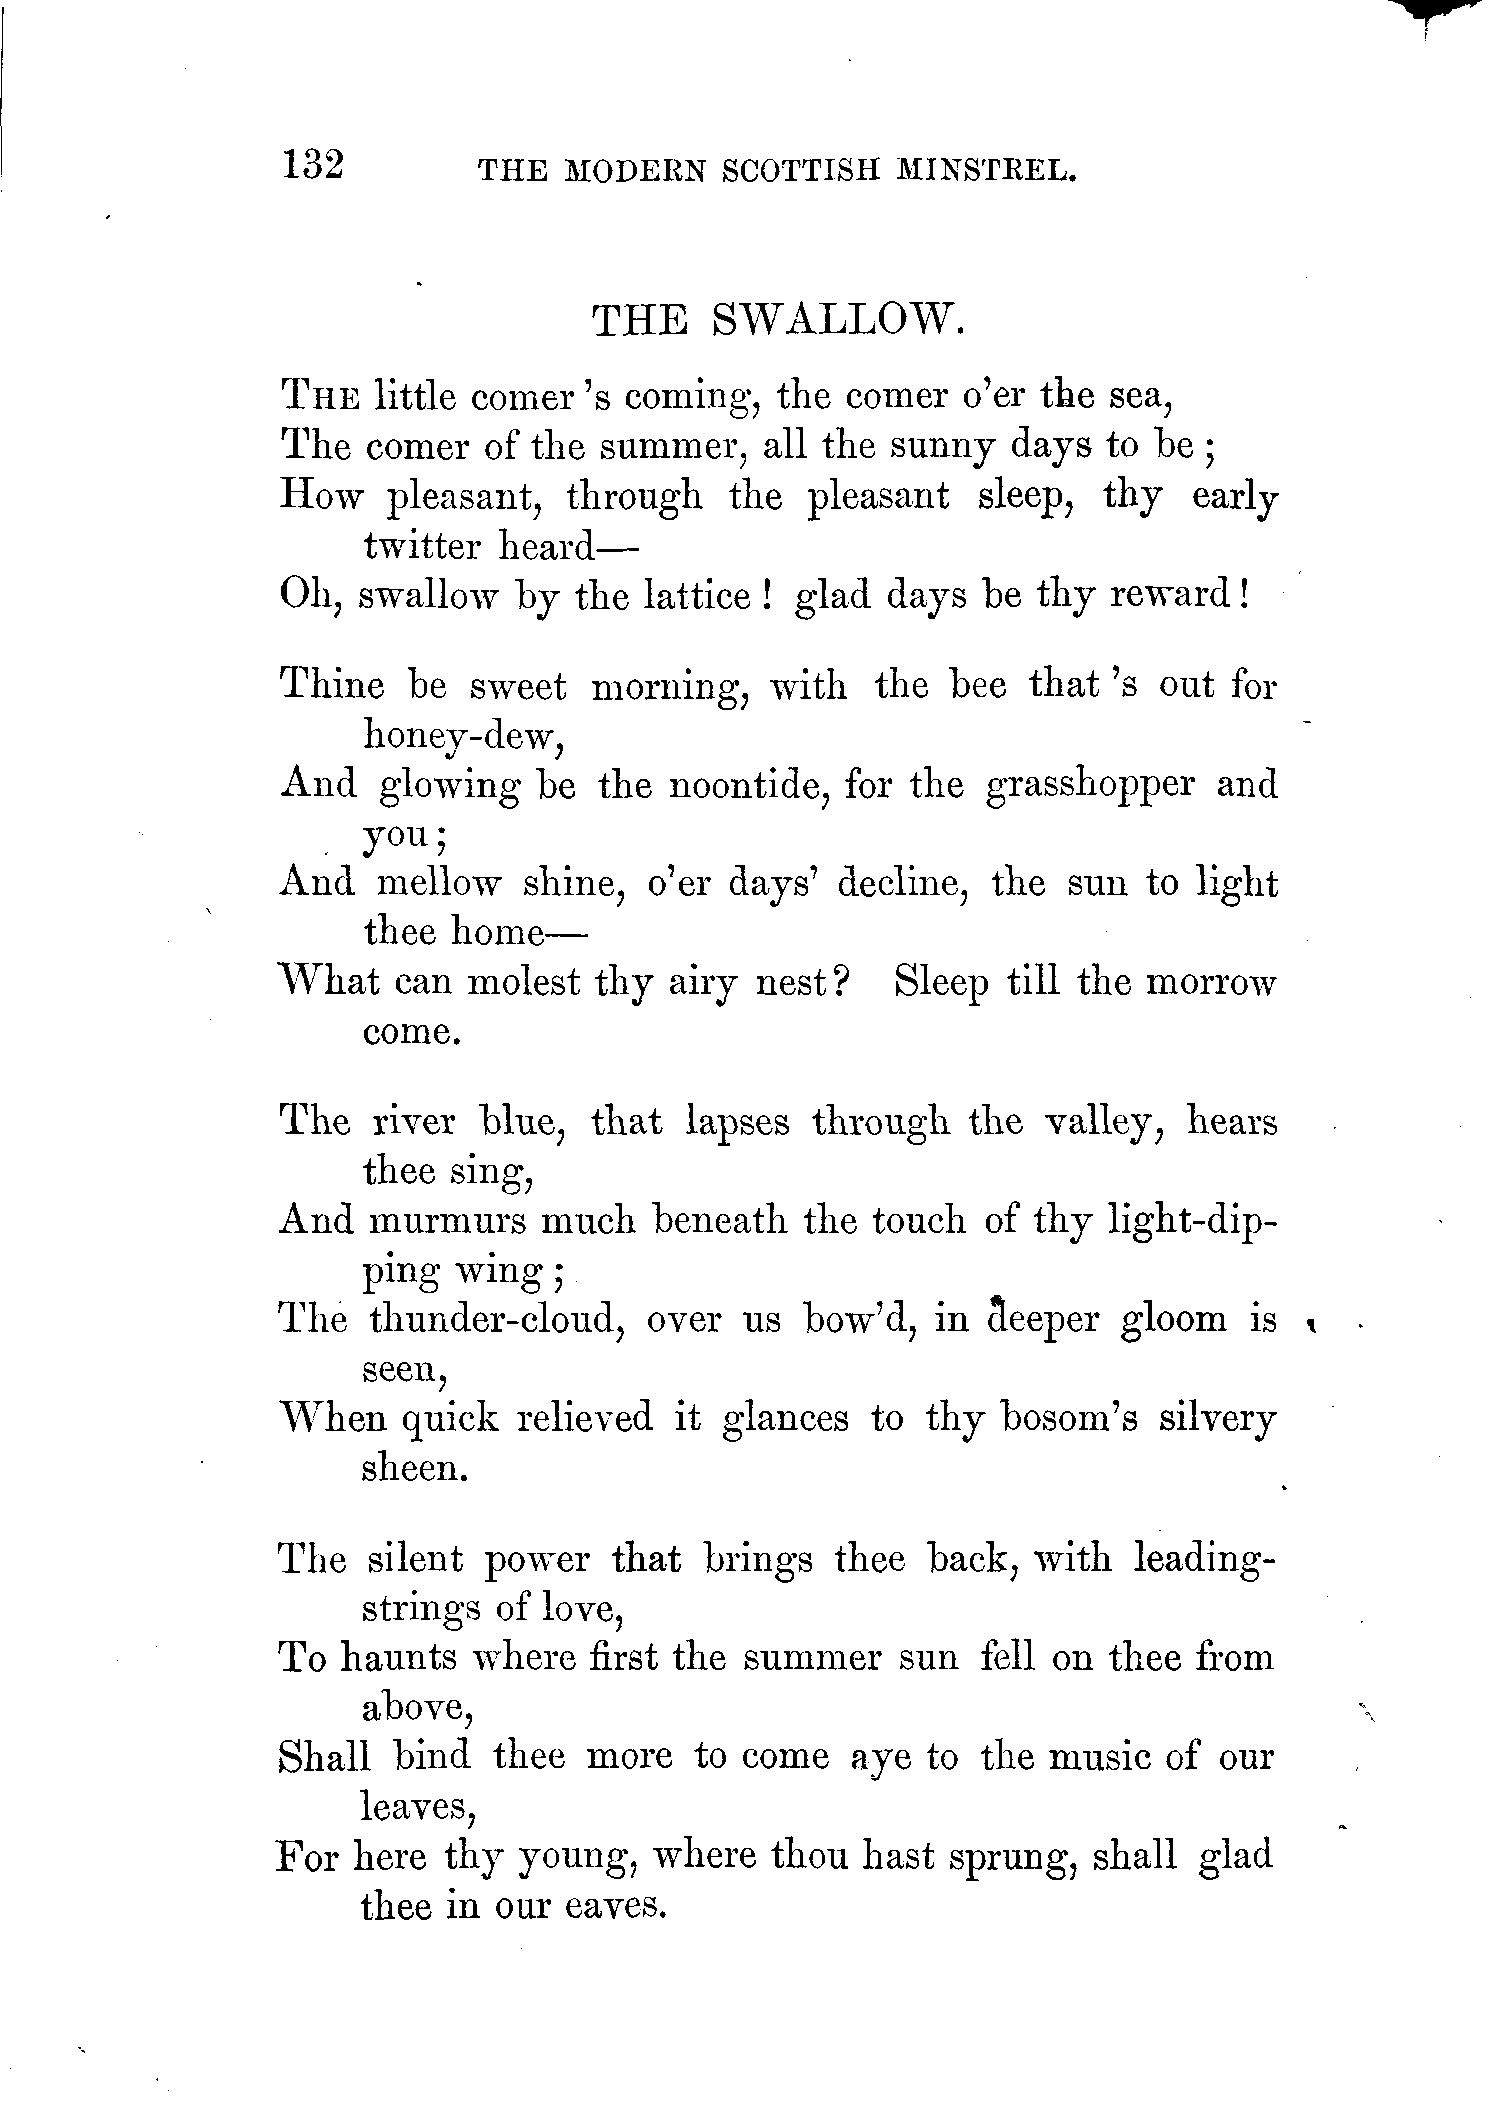 132 THE MODERN SCOTTISH MINSTREL.
THE SWALLOW.
THE little comer 's coming, the comer o'er the sea,
The comer of the summer, all the sunny days to be;
How pleasant, through the pleasant sleep, thy early
twitter heard—
Oh, swallow by the lattice! glad days be thy reward!
Thine be sweet morning, with the bee that 's out for
honey-dew,
And glowing be the noontide, for the grasshopper and
you;
And mellow shine, o'er days' decline, the sun to light
thee home—
What can molest thy airy nest? Sleep till the morrow
come.
The river blue, that lapses through the valley, hears
thee sing,
And murmurs much beneath the touch of thy light-dip-
ping wing;
The thunder-cloud, over us bow'd, in deeper gloom is
seen,
When quick relieved it glances to thy bosom's silvery
sheen.
The silent power that brings thee back, with leading-
strings of love,
To haunts where first the summer sun fell on thee from
above,
Shall bind thee more to come aye to the music of our
leaves,
For here thy young, where thou hast sprung, shall glad
thee in our eaves.